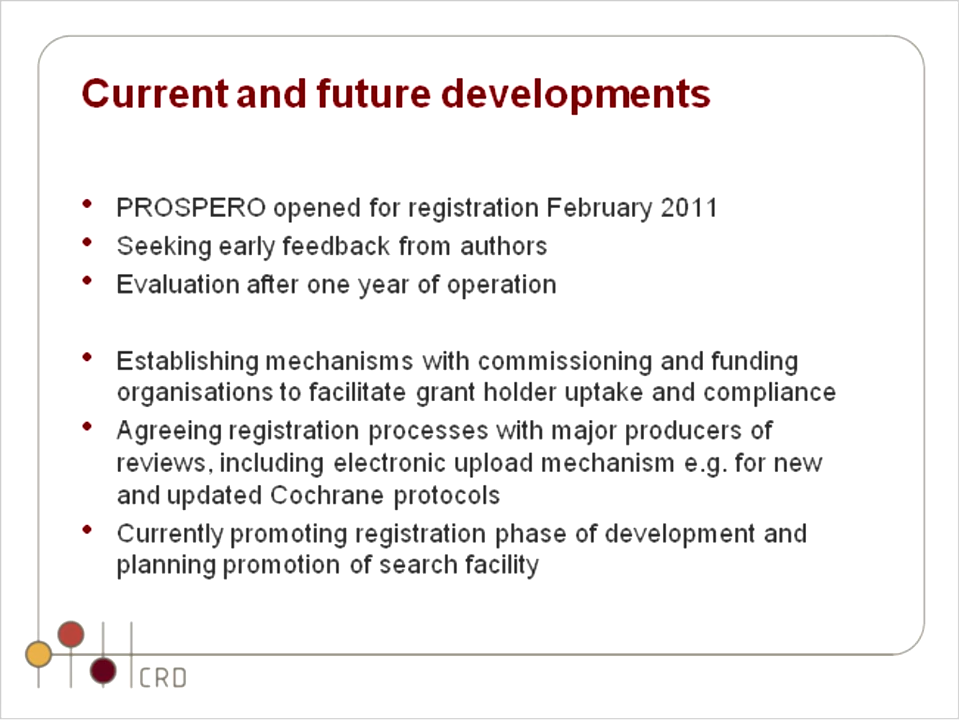 Current and future developments
• PROSPERO opened for registration February 2011
• Seeking early feedback from authors
• Evaluation after one year of operation
• Establishing mechanisms with commissioning and funding
organisations to facilitate grant holder uptake and compliance
• Agreeing registration processes with major producers of
reviews, including electronic upload mechanism e.g. for new
and updated Cochrane protocols
• Currently promoting registration phase of development and
planning promotion of search facility
CRD